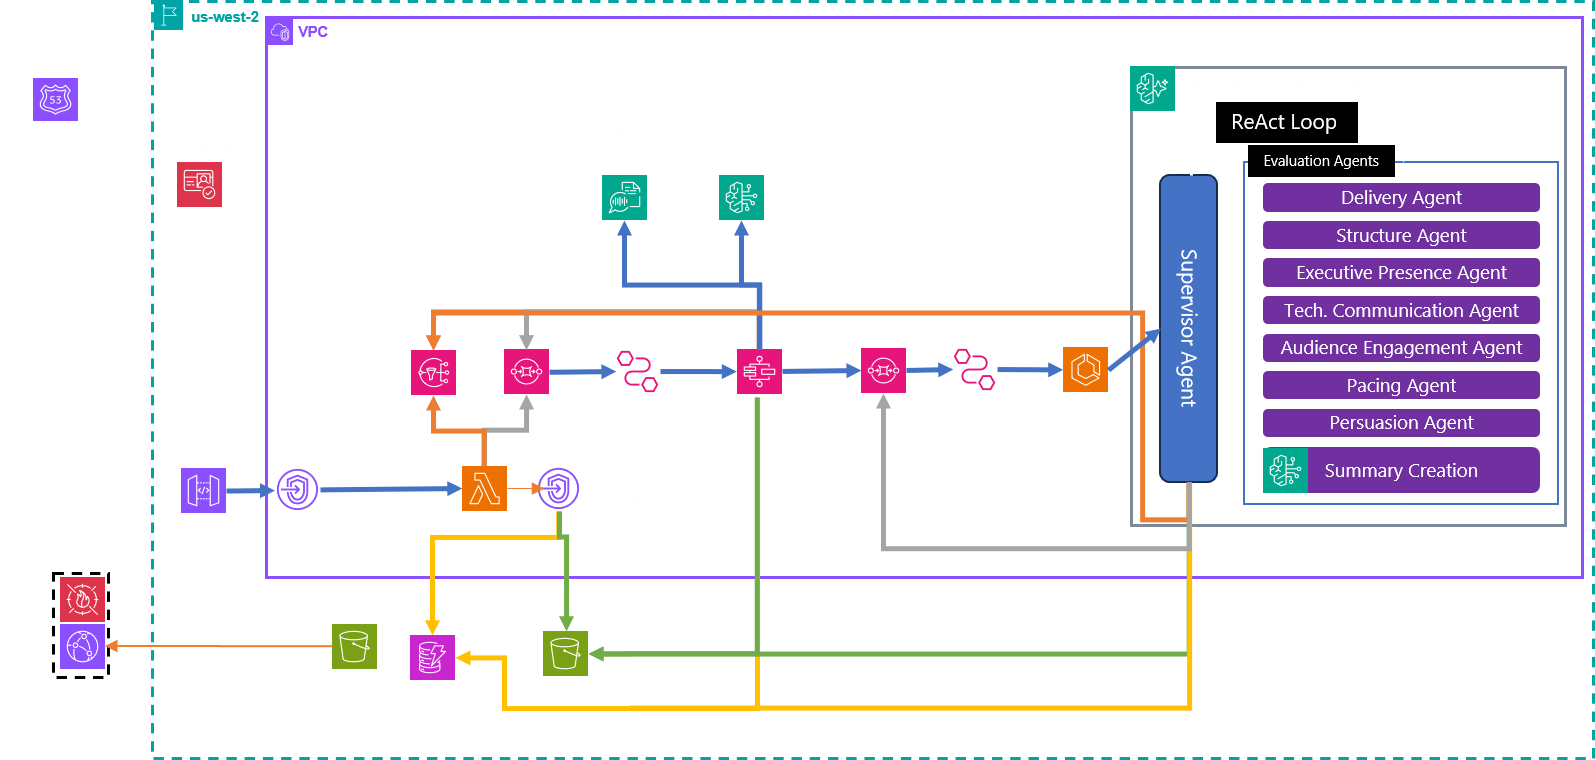 us-west-2
VPC
53
ReAct Loop
Evaluation Agents
Delivery Agent
Structure Agent
Executive Presence Agent
Tech. Communication Agent
Audience Engagement Agent
Pacing Agent
Persuasion Agent
Summary Creation
Supervisor Agent